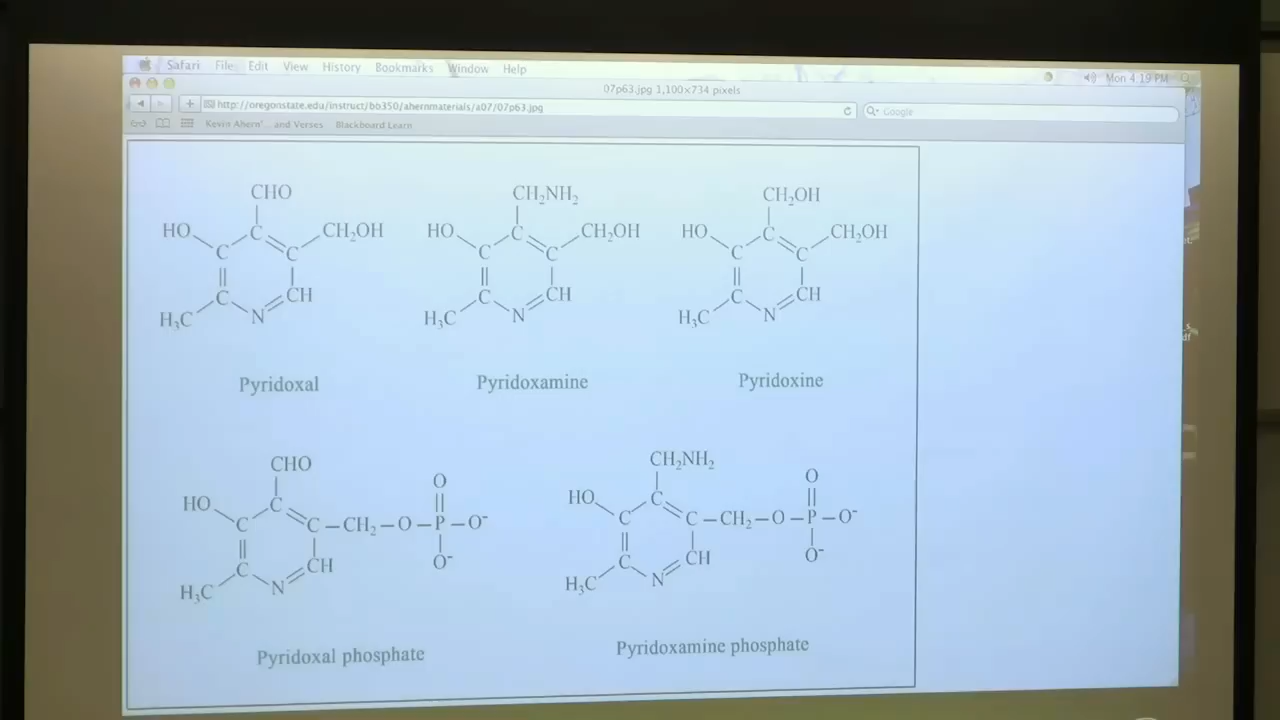 Safari File Edit View History Bookmarks Window Help
Mon 4:19 PM
07p63.jpg 1,100×734 pixels
http://oregonstate.edu/instruct/bb350/ahernmaterials/a07/07p63.jpg
Google
Kevin Ahern'... and Verses Blackboard Learn
CHO CH₂NH₂ CH₂OH
HO C CH₂OH HO C CH₂OH HO C CH₂OH
C C C C C C
C CH C CH C CH
H₃C N H₃C N H₃C N
Pyridoxal Pyridoxamine Pyridoxine
CHO CH₂NH₂
O O
HO C HO C
C C–CH₂–O–P–O⁻ C C–CH₂–O–P–O⁻
C CH O⁻ C CH O⁻
H₃C N H₃C N
Pyridoxal phosphate Pyridoxamine phosphate